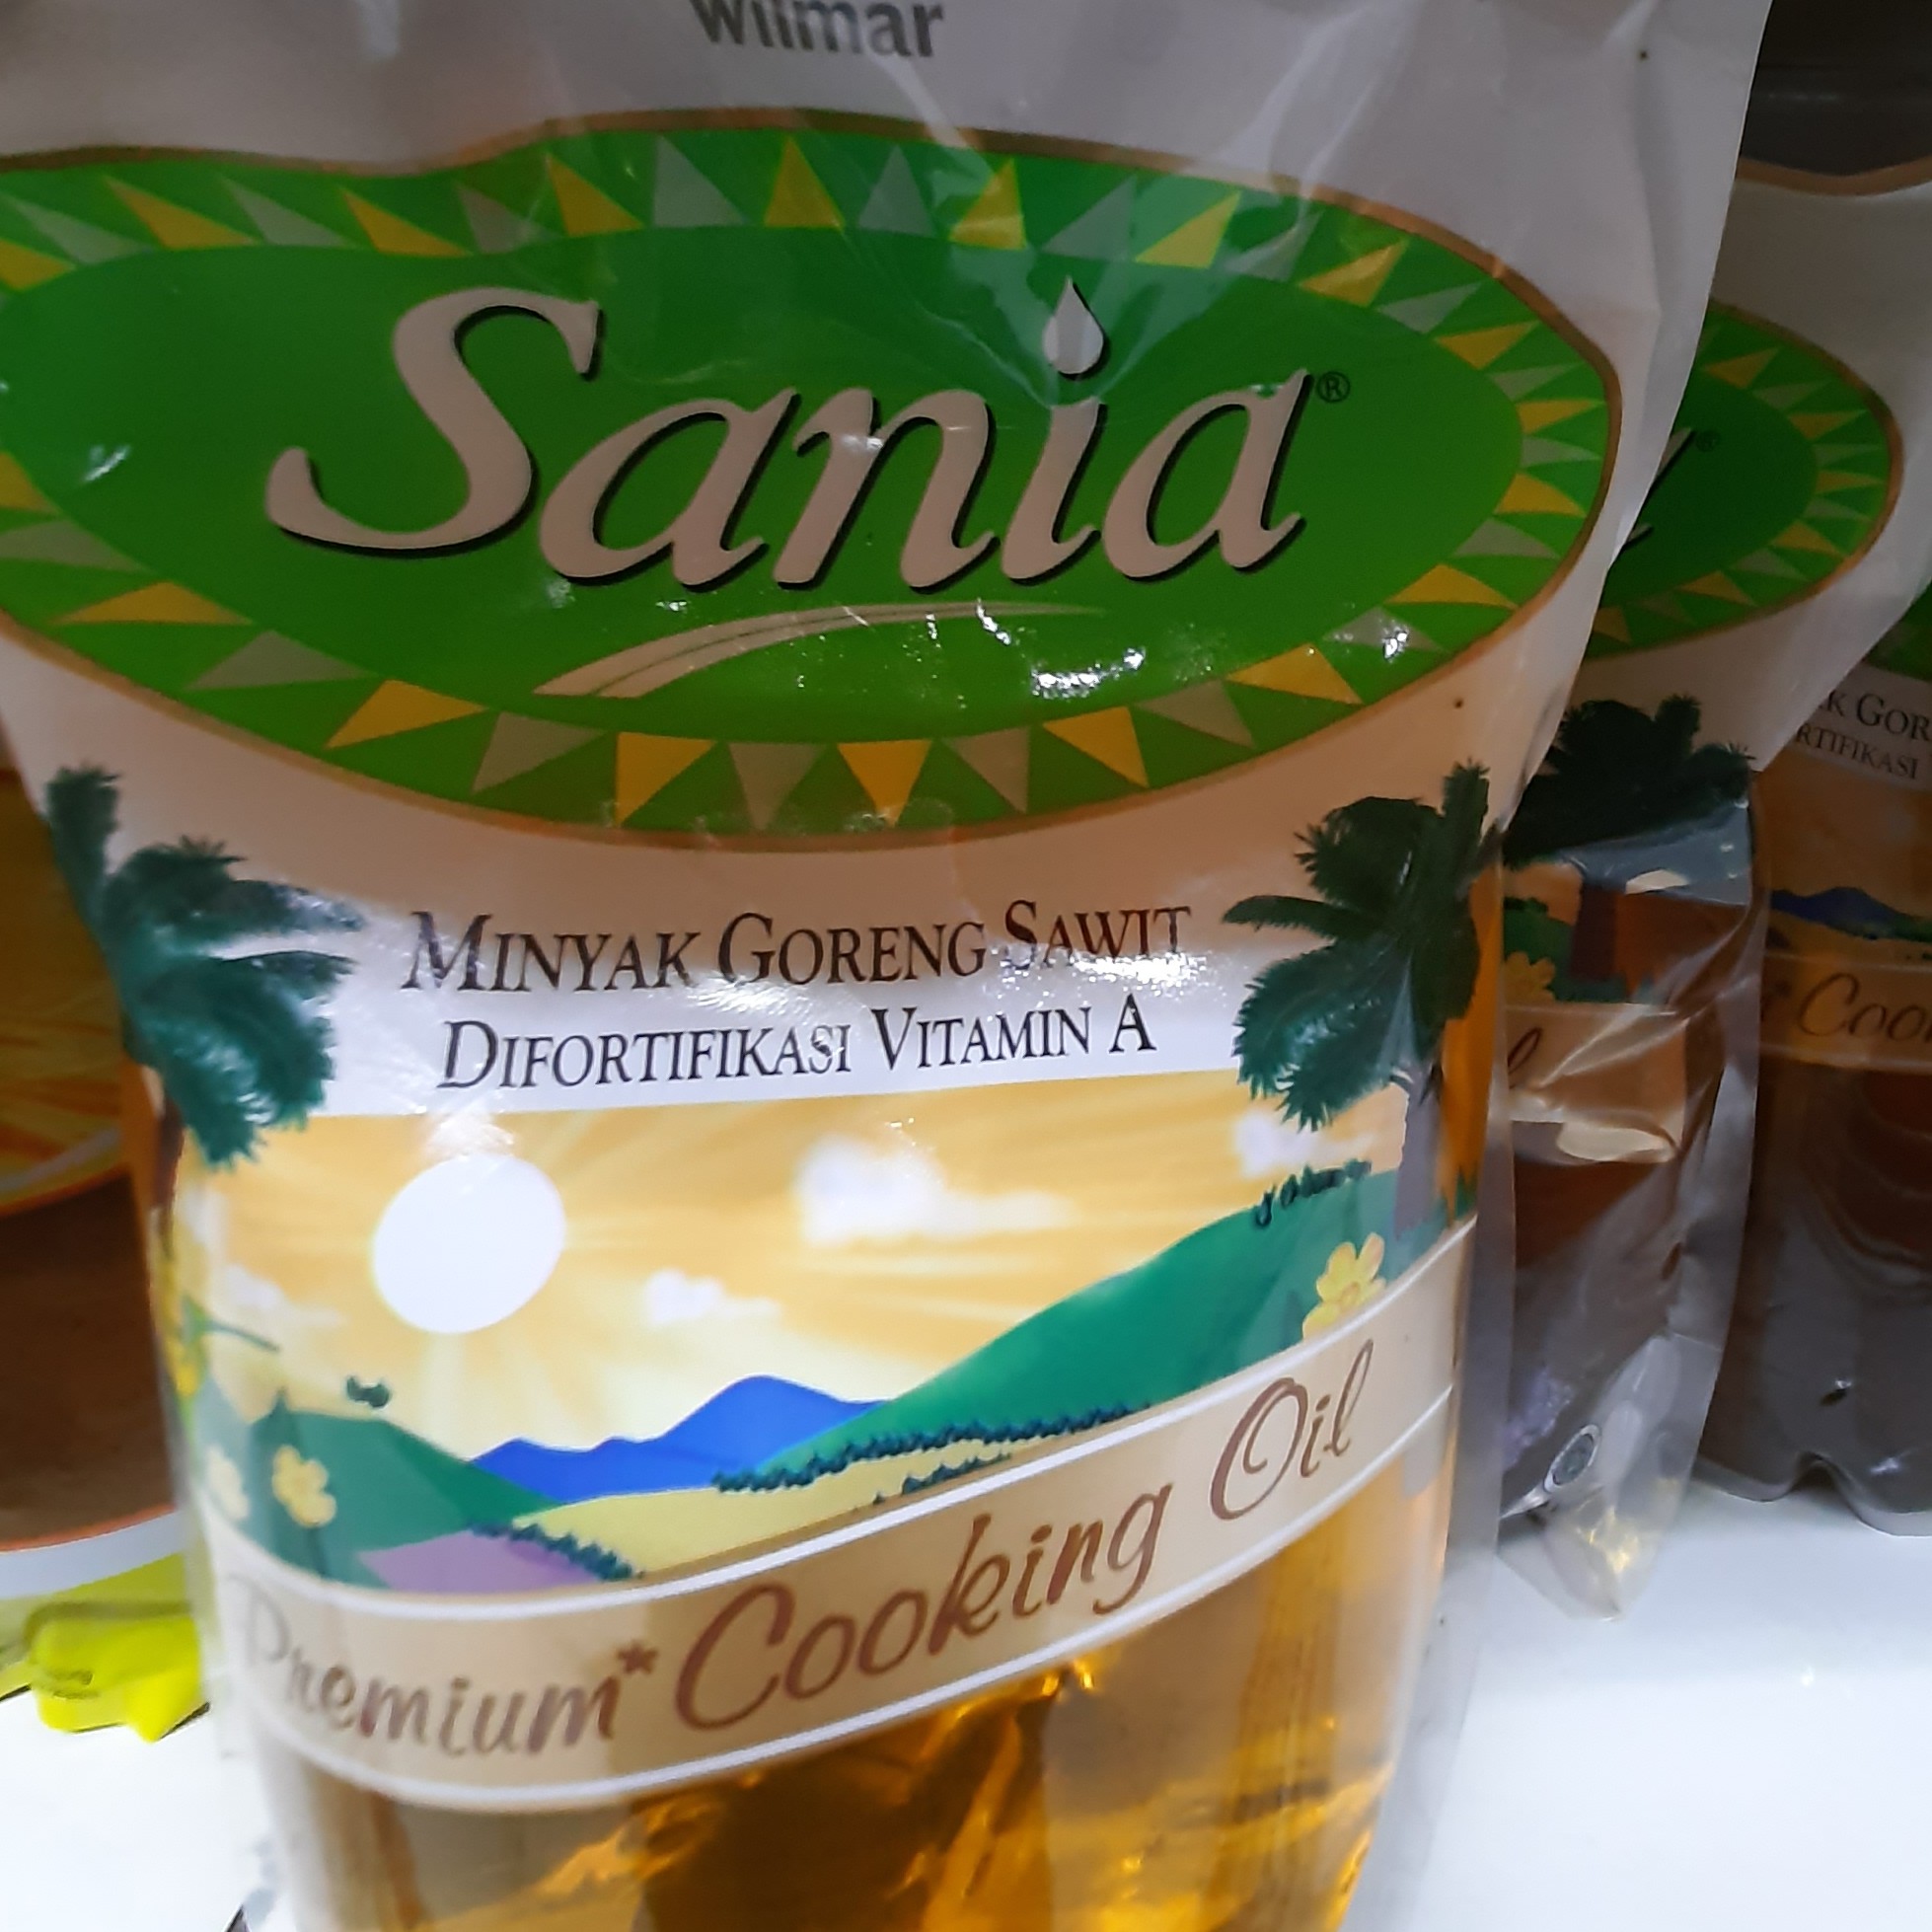 wilmar
Sania®
MINYAK GORENG SAWIT
DIFORTIFIKASI VITAMIN A
Premium* Cooking Oil